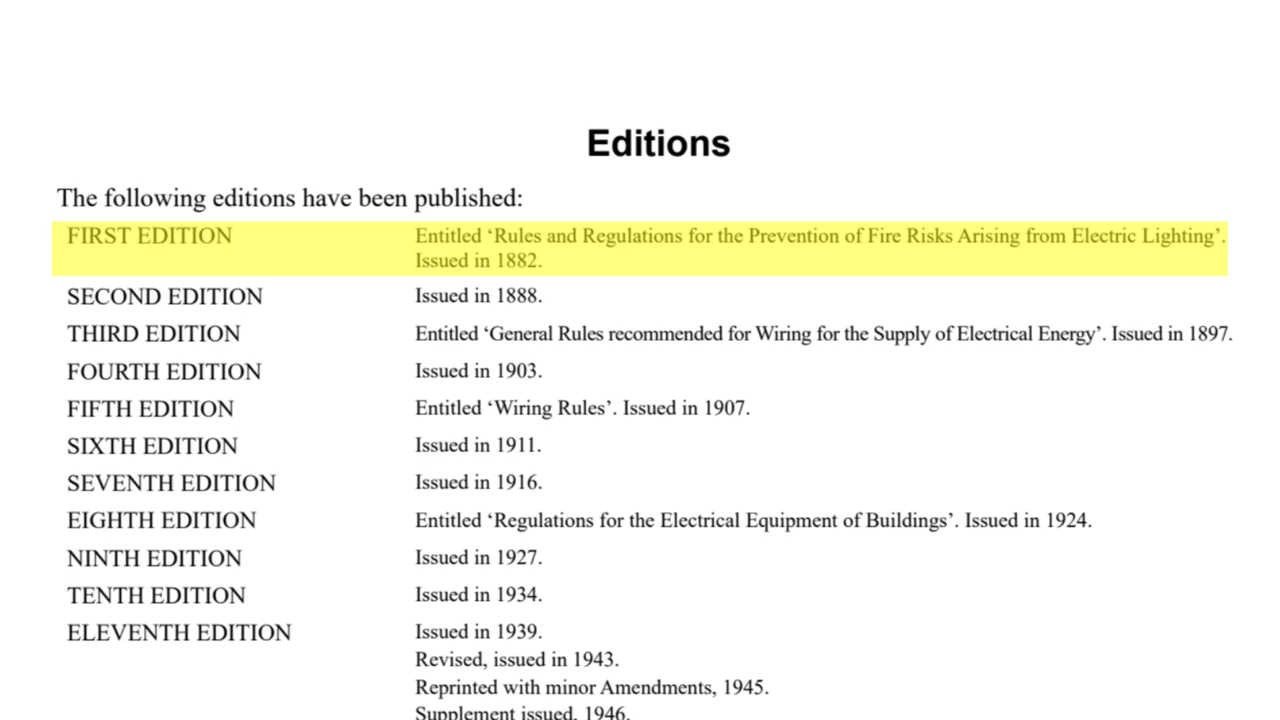 Editions
The following editions have been published:
FIRST EDITION Entitled ‘Rules and Regulations for the Prevention of Fire Risks Arising from Electric Lighting’.
Issued in 1882.
SECOND EDITION Issued in 1888.
THIRD EDITION Entitled ‘General Rules recommended for Wiring for the Supply of Electrical Energy’. Issued in 1897.
FOURTH EDITION Issued in 1903.
FIFTH EDITION Entitled ‘Wiring Rules’. Issued in 1907.
SIXTH EDITION Issued in 1911.
SEVENTH EDITION Issued in 1916.
EIGHTH EDITION Entitled ‘Regulations for the Electrical Equipment of Buildings’. Issued in 1924.
NINTH EDITION Issued in 1927.
TENTH EDITION Issued in 1934.
ELEVENTH EDITION Issued in 1939.
Revised, issued in 1943.
Reprinted with minor Amendments, 1945.
Supplement issued, 1946.